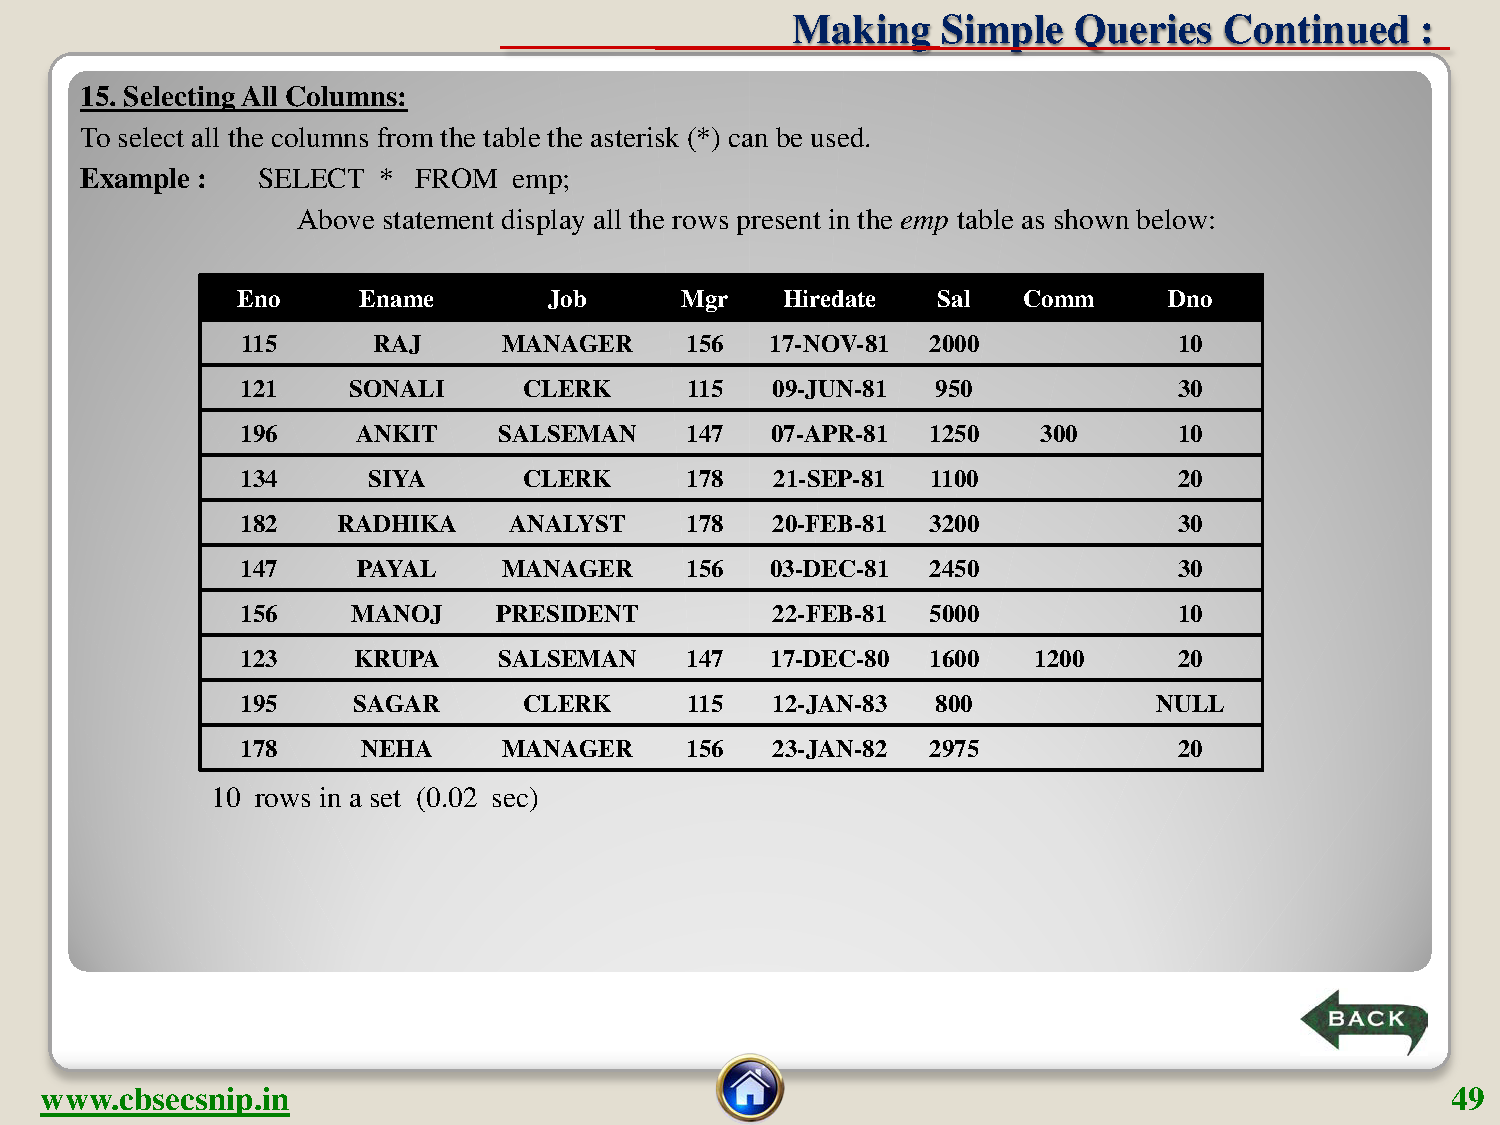 Making Simple Queries Continued :
15. Selecting All Columns:
To select all the columns from the table the asterisk (*) can be used.
Example : SELECT * FROM emp;
Above statement display all the rows present in the emp table as shown below:
Eno Ename Job Mgr Hiredate Sal Comm Dno
115 RAJ MANAGER 156 17-NOV-81 2000 10
121 SONALI CLERK 115 09-JUN-81 950 30
196 ANKIT SALSEMAN 147 07-APR-81 1250 300 10
134 SIYA CLERK 178 21-SEP-81 1100 20
182 RADHIKA ANALYST 178 20-FEB-81 3200 30
147 PAYAL MANAGER 156 03-DEC-81 2450 30
156 MANOJ PRESIDENT 22-FEB-81 5000 10
123 KRUPA SALSEMAN 147 17-DEC-80 1600 1200 20
195 SAGAR CLERK 115 12-JAN-83 800 NULL
178 NEHA MANAGER 156 23-JAN-82 2975 20
10 rows in a set (0.02 sec)
BACK
www.cbsecsnip.in 49